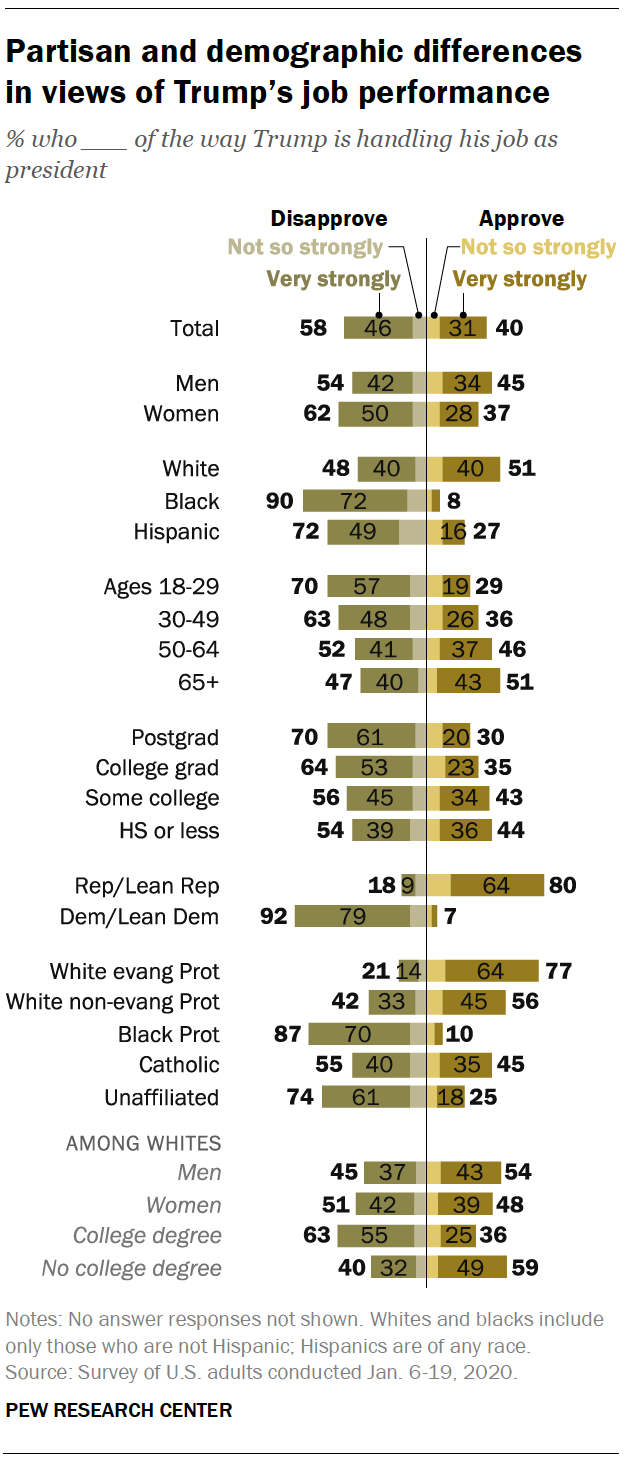 Partisan and demographic differences
in views of Trump's job performance
% who ___ of the way Trump is handling his job as
president
Disapprove Approve
Not so strongly Not so strongly
Very strongly Very strongly
Total 58 46 31 40
Men 54 42 34 45
Women 62 50 28 37
White 48 40 40 51
Black 90 72 8
Hispanic 72 49 16 27
Ages 18-29 70 57 19 29
30-49 63 48 26 36
50-64 52 41 37 46
65+ 47 40 43 51
Postgrad 70 61 20 30
College grad 64 53 23 35
Some college 56 45 34 43
HS or less 54 39 36 44
Rep/Lean Rep 18 9 64 80
Dem/Lean Dem 92 79 7
White evang Prot 21 14 64 77
White non-evang Prot 42 33 45 56
Black Prot 87 70 10
Catholic 55 40 35 45
Unaffiliated 74 61 18 25
AMONG WHITES
Men 45 37 43 54
Women 51 42 39 48
College degree 63 55 25 36
No college degree 40 32 49 59
Notes: No answer responses not shown. Whites and blacks include
only those who are not Hispanic; Hispanics are of any race.
Source: Survey of U.S. adults conducted Jan. 6-19, 2020.
PEW RESEARCH CENTER